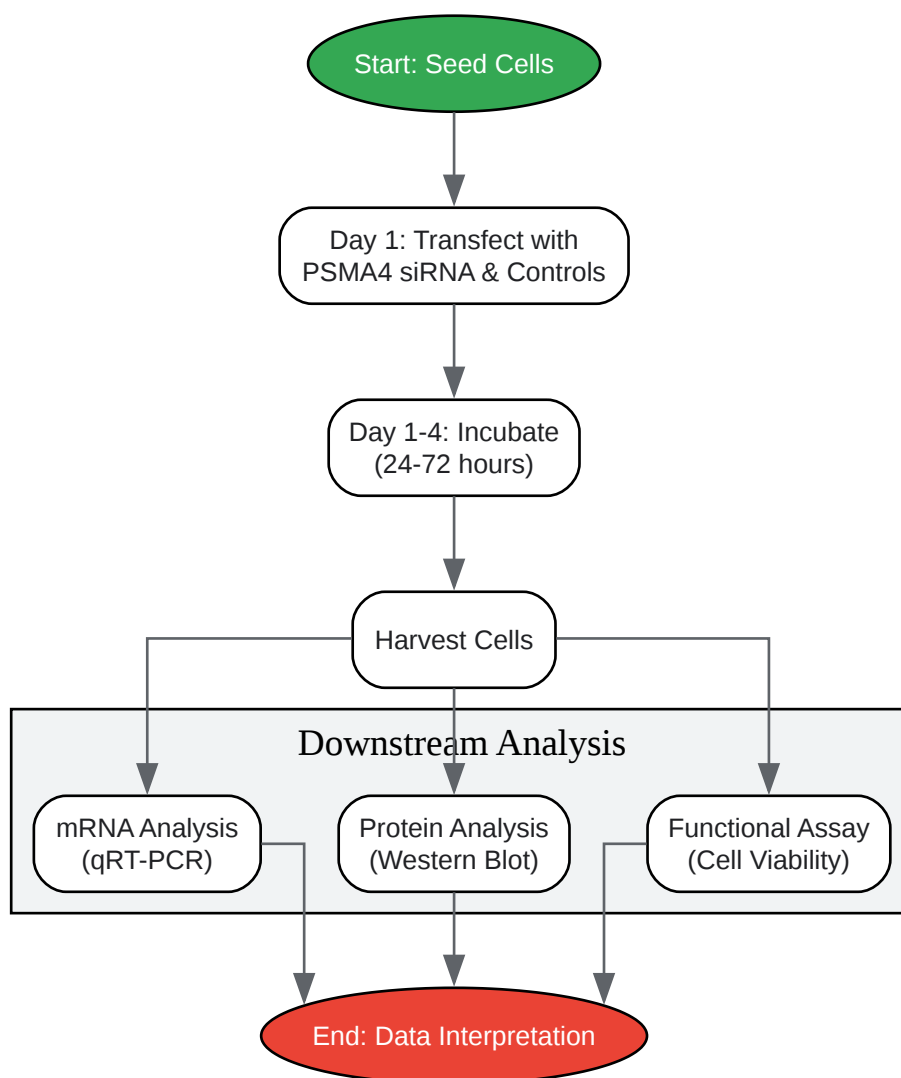 Start: Seed Cells
Day 1: Transfect with
PSMA4 siRNA & Controls
Day 1-4: Incubate
(24-72 hours)
Harvest Cells
Downstream Analysis
mRNA Analysis
(qRT-PCR)
Protein Analysis
(Western Blot)
Functional Assay
(Cell Viability)
End: Data Interpretation